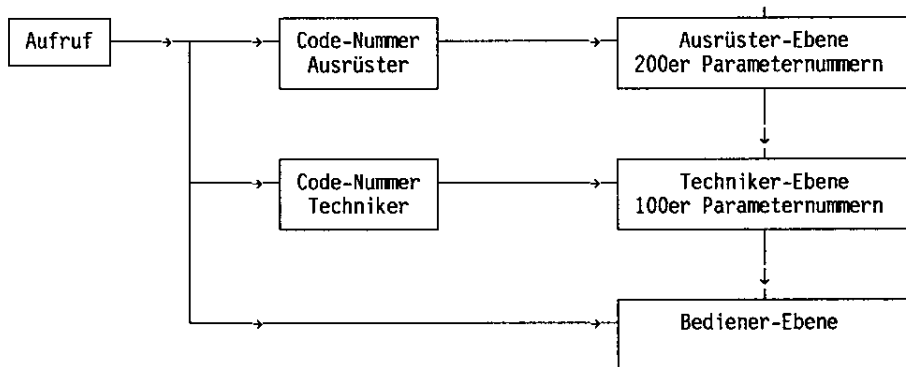 Aufruf
Code-Nummer
Ausrüster
Ausrüster-Ebene
200er Parameternummern
Code-Nummer
Techniker
Techniker-Ebene
100er Parameternummern
Bediener-Ebene